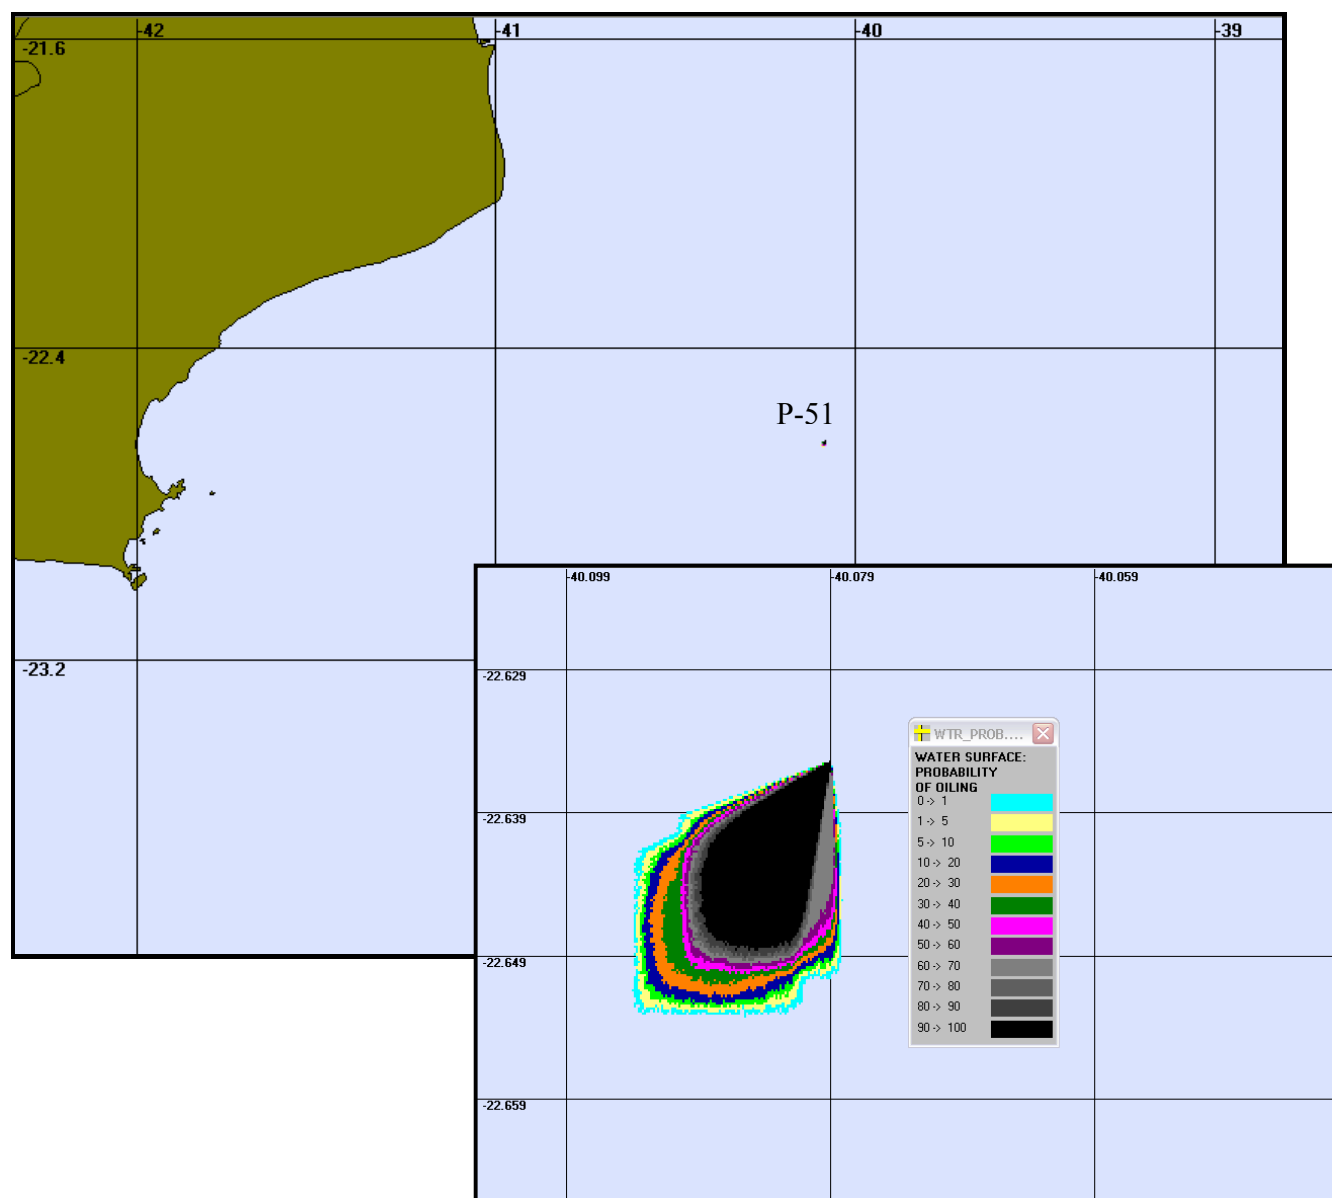 -42
-41
-40
-39
-21.6
-22.4
P-51
-23.2
-40.099
-40.079
-40.059
-22.629
WTR_PROB....
WATER SURFACE:
PROBABILITY
OF OILING
0 -> 1
1 -> 5
5 -> 10
10 -> 20
20 -> 30
30 -> 40
40 -> 50
50 -> 60
60 -> 70
70 -> 80
80 -> 90
90 -> 100
-22.639
-22.649
-22.659